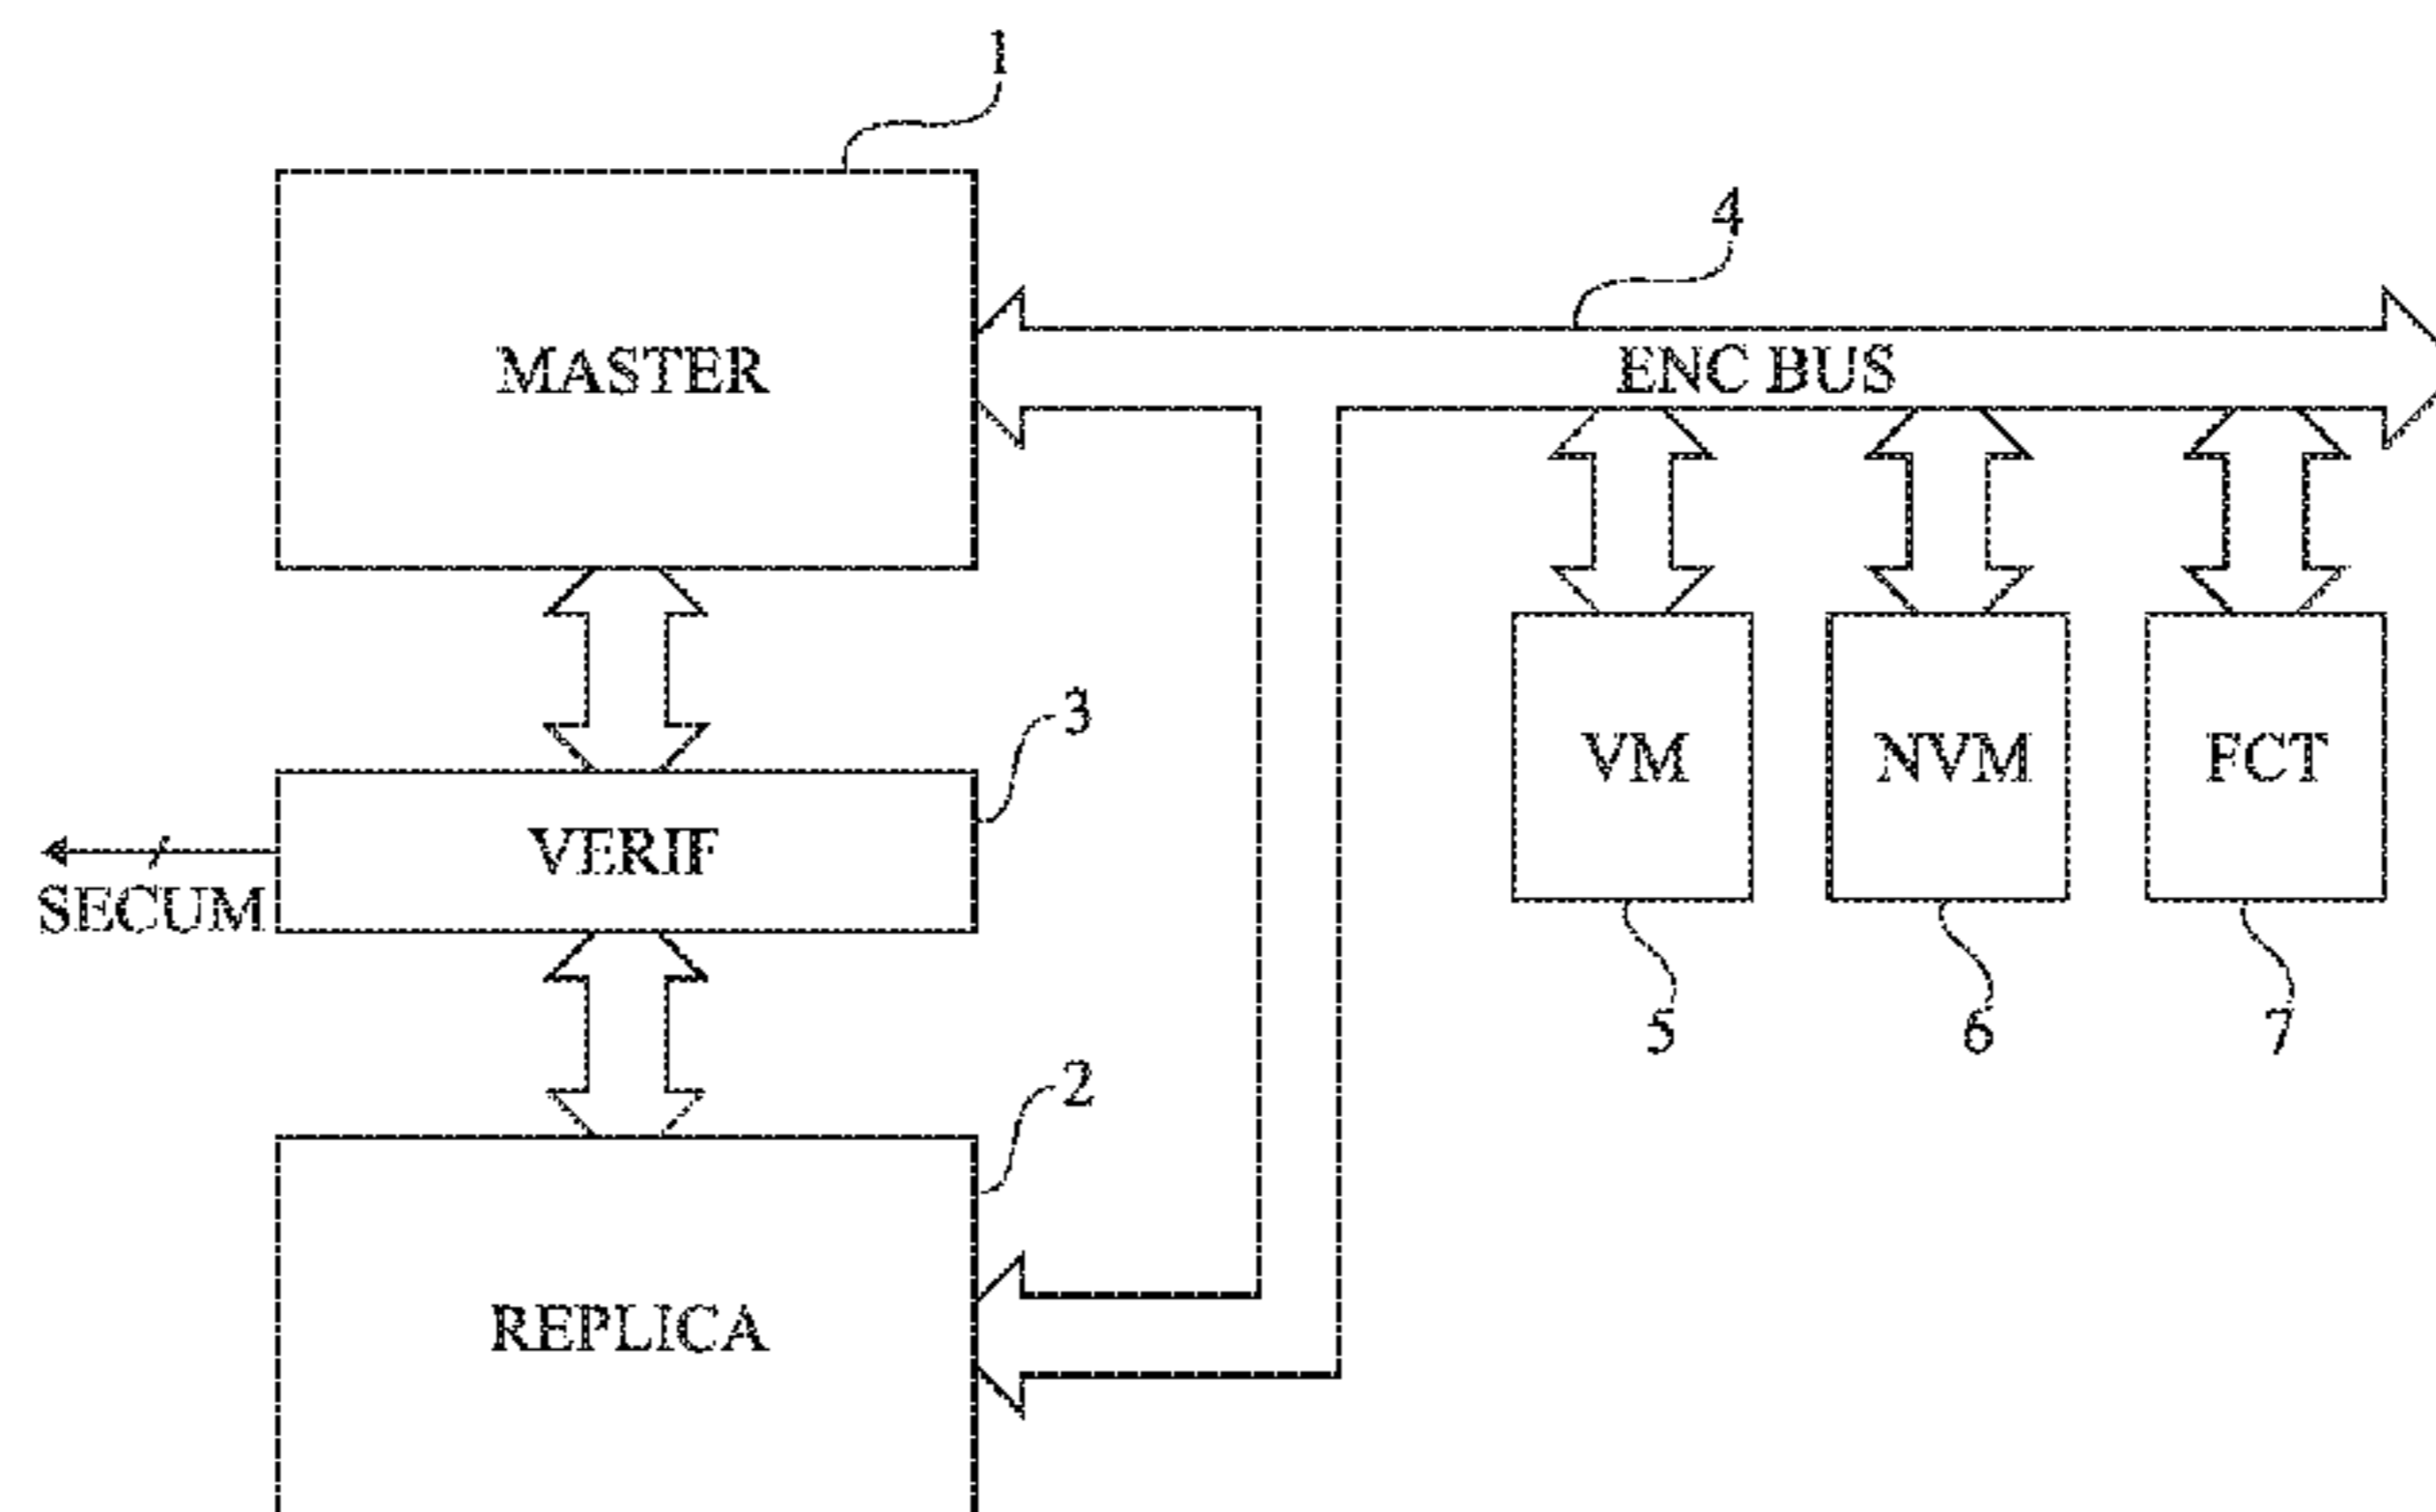 1
4
MASTER
ENC BUS
3
VM
NVM
FCT
VERIF
SECUM
5
6
7
2
REPLICA